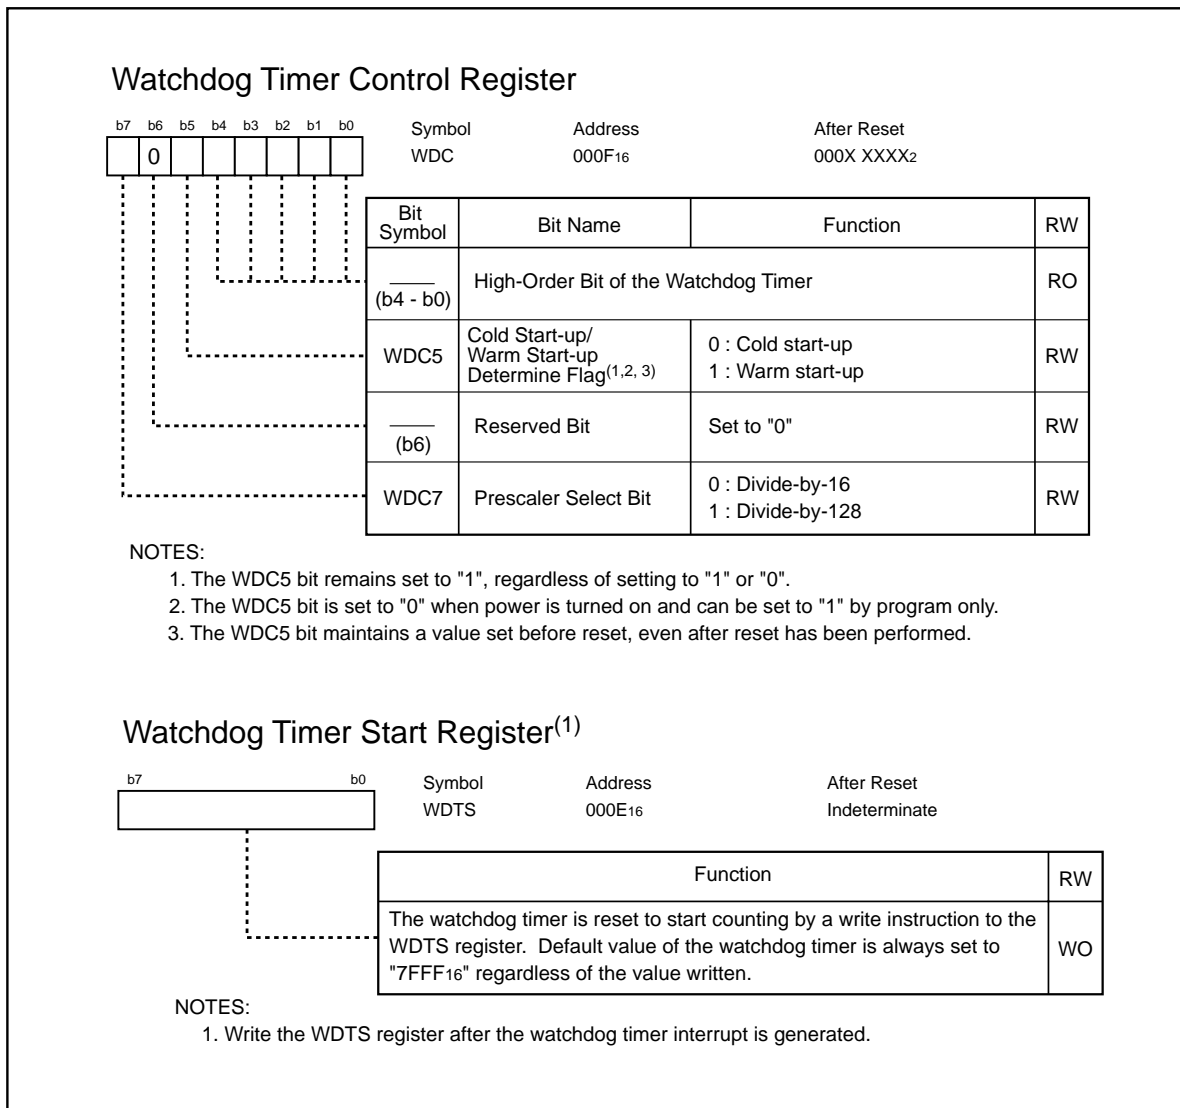 Watchdog Timer Control Register
b7 b6 b5 b4 b3 b2 b1 b0
Symbol Address After Reset
0
WDC 000F16 000X XXXX2
Bit Symbol Bit Name Function RW
(b4 - b0) High-Order Bit of the Watchdog Timer RO
WDC5
Cold Start-up/
Warm Start-up
Determine Flag(1,2, 3)
0 : Cold start-up
1 : Warm start-up
RW
(b6) Reserved Bit Set to "0" RW
WDC7 Prescaler Select Bit
0 : Divide-by-16
1 : Divide-by-128
RW
NOTES:
1. The WDC5 bit remains set to "1", regardless of setting to "1" or "0".
2. The WDC5 bit is set to "0" when power is turned on and can be set to "1" by program only.
3. The WDC5 bit maintains a value set before reset, even after reset has been performed.
Watchdog Timer Start Register(1)
b7 b0
Symbol Address After Reset
WDTS 000E16 Indeterminate
Function RW
The watchdog timer is reset to start counting by a write instruction to the
WDTS register. Default value of the watchdog timer is always set to
"7FFF16" regardless of the value written.
WO
NOTES:
1. Write the WDTS register after the watchdog timer interrupt is generated.